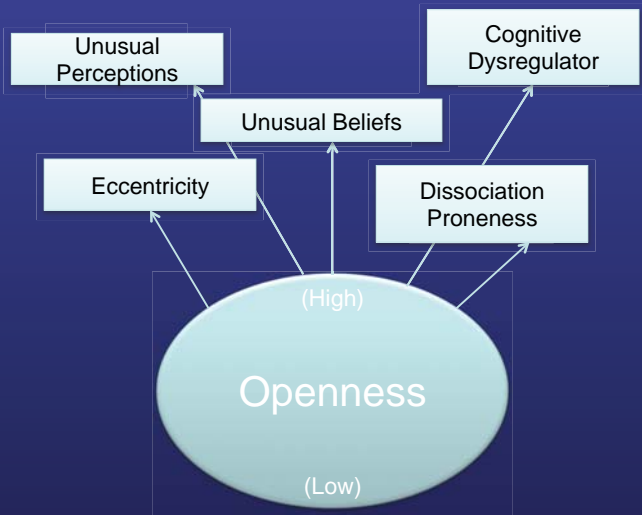 Unusual
Perceptions
Cognitive
Dysregulator
Unusual Beliefs
Eccentricity
Dissociation
Proneness
(High)
Openness
(Low)